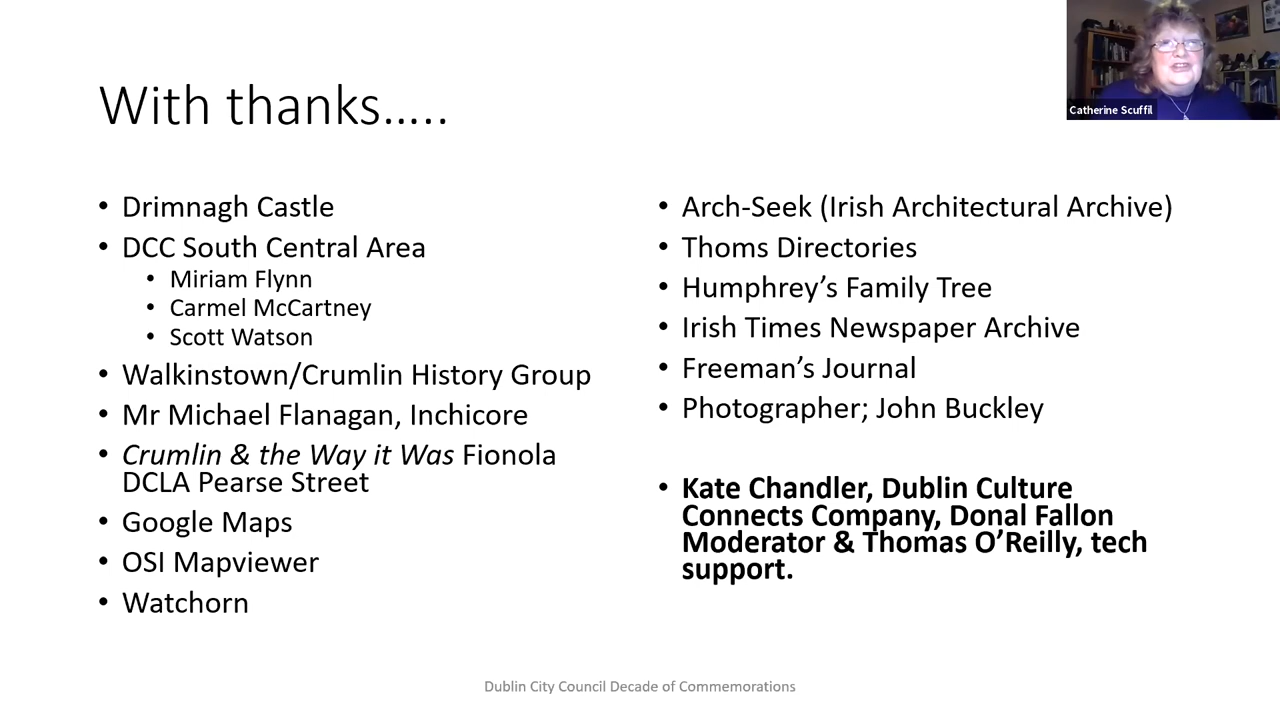 With thanks…..
Catherine Scuffil
• Drimnagh Castle
• DCC South Central Area
• Miriam Flynn
• Carmel McCartney
• Scott Watson
• Walkinstown/Crumlin History Group
• Mr Michael Flanagan, Inchicore
• Crumlin & the Way it Was Fionola
DCLA Pearse Street
• Google Maps
• OSI Mapviewer
• Watchorn
• Arch-Seek (Irish Architectural Archive)
• Thoms Directories
• Humphrey’s Family Tree
• Irish Times Newspaper Archive
• Freeman’s Journal
• Photographer; John Buckley
• Kate Chandler, Dublin Culture
Connects Company, Donal Fallon
Moderator & Thomas O’Reilly, tech
support.
Dublin City Council Decade of Commemorations